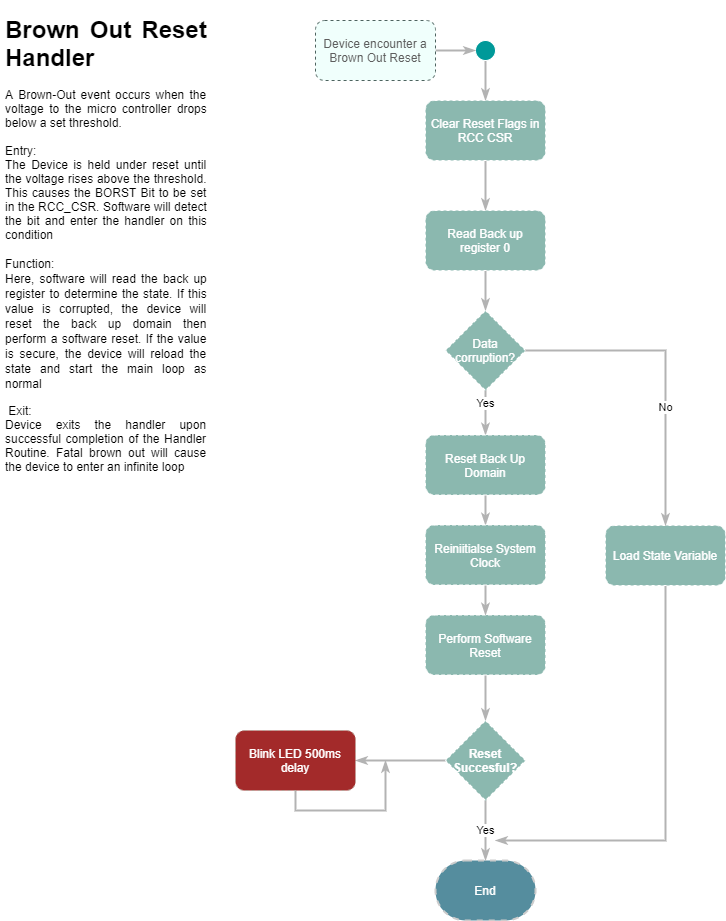 Brown Out Reset
Handler
A Brown-Out event occurs when the
voltage to the micro controller drops
below a set threshold.
Entry:
The Device is held under reset until
the voltage rises above the threshold.
This causes the BORST Bit to be set
in the RCC_CSR. Software will detect
the bit and enter the handler on this
condition
Function:
Here, software will read the back up
register to determine the state. If this
value is corrupted, the device will
reset the back up domain then
perform a software reset. If the value
is secure, the device will reload the
state and start the main loop as
normal
Exit:
Device exits the handler upon
successful completion of the Handler
Routine. Fatal brown out will cause
the device to enter an infinite loop
Device encounter a
Brown Out Reset
Clear Reset Flags in
RCC CSR
Read Back up
register 0
Data
corruption?
Yes
No
Reset Back Up
Domain
Reiniitialse System
Clock
Load State Variable
Perform Software
Reset
Reset
Succesful?
Blink LED 500ms
delay
Yes
End